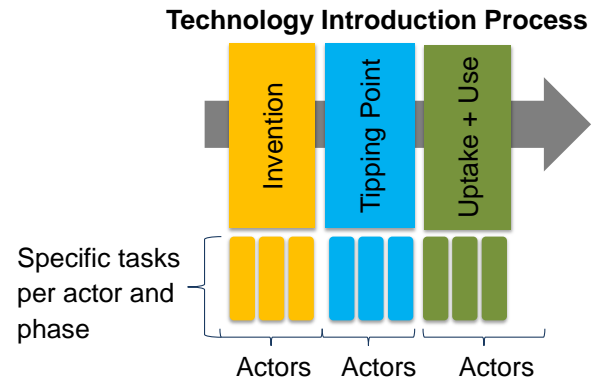 Technology Introduction Process
Invention
Tipping Point
Uptake + Use
Specific tasks
per actor and
phase
Actors
Actors
Actors